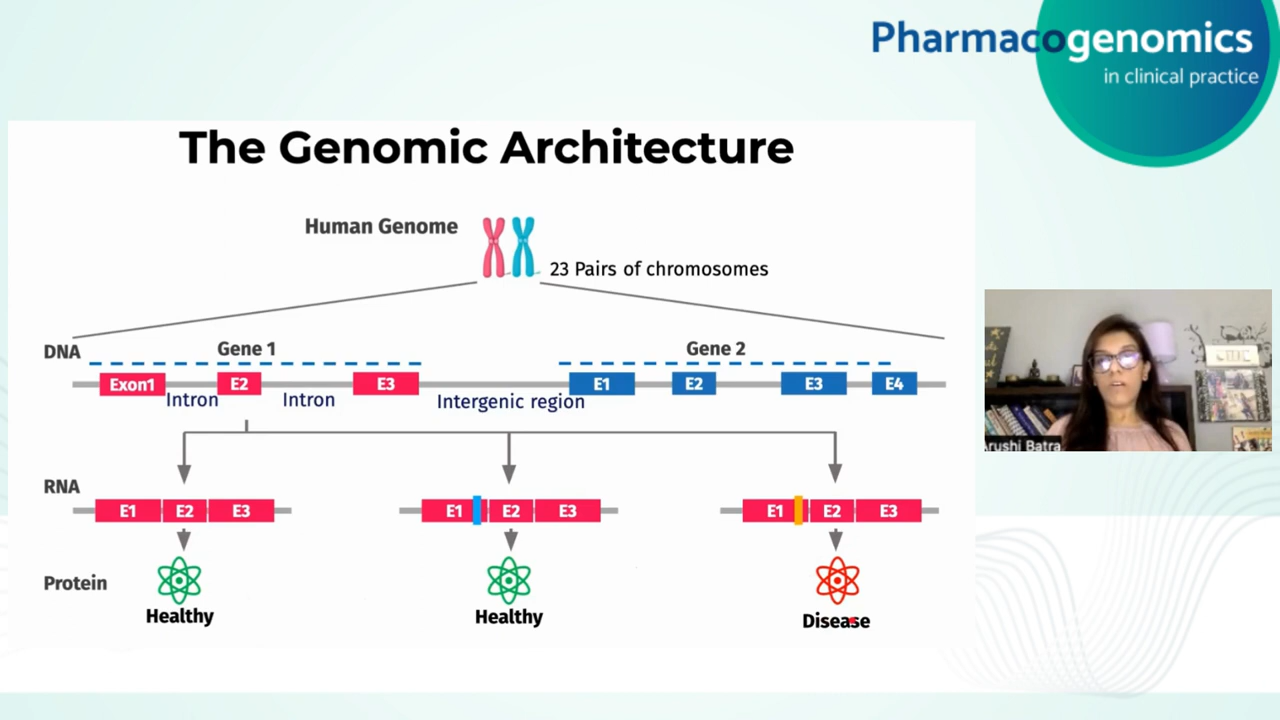 Pharmacogenomics
in clinical practice
The Genomic Architecture
Human Genome
23 Pairs of chromosomes
DNA
Gene 1
Gene 2
Exon1 E2 E3 E1 E2 E3 E4
Intron Intron Intergenic region
RNA
E1 E2 E3 E1 E2 E3 E1 E2 E3
Protein
Healthy Healthy Disease
Arushi Batra